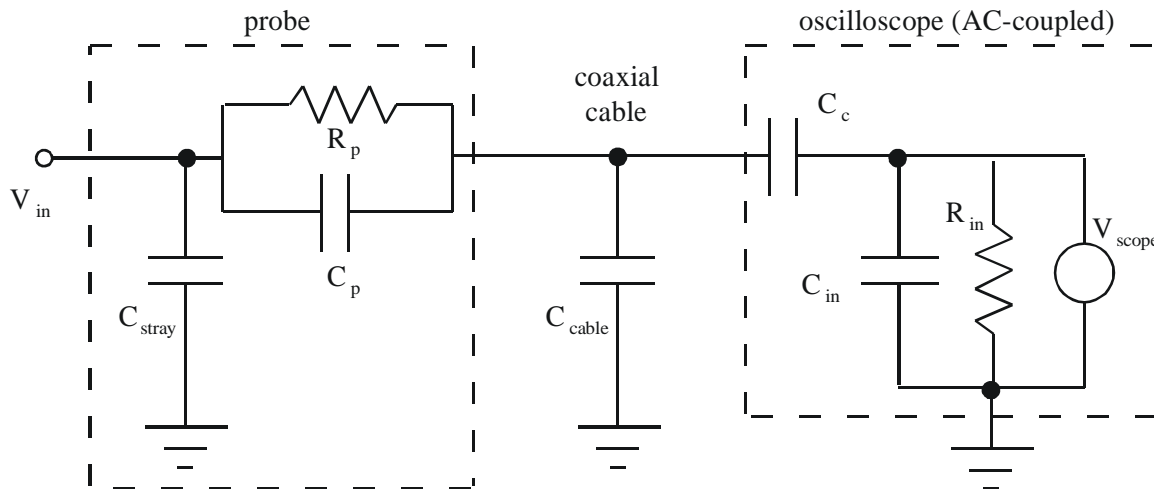 probe
oscilloscope (AC-coupled)
coaxial
cable
C c
R p
V in
R in
V scope
C p
C in
C stray
C cable